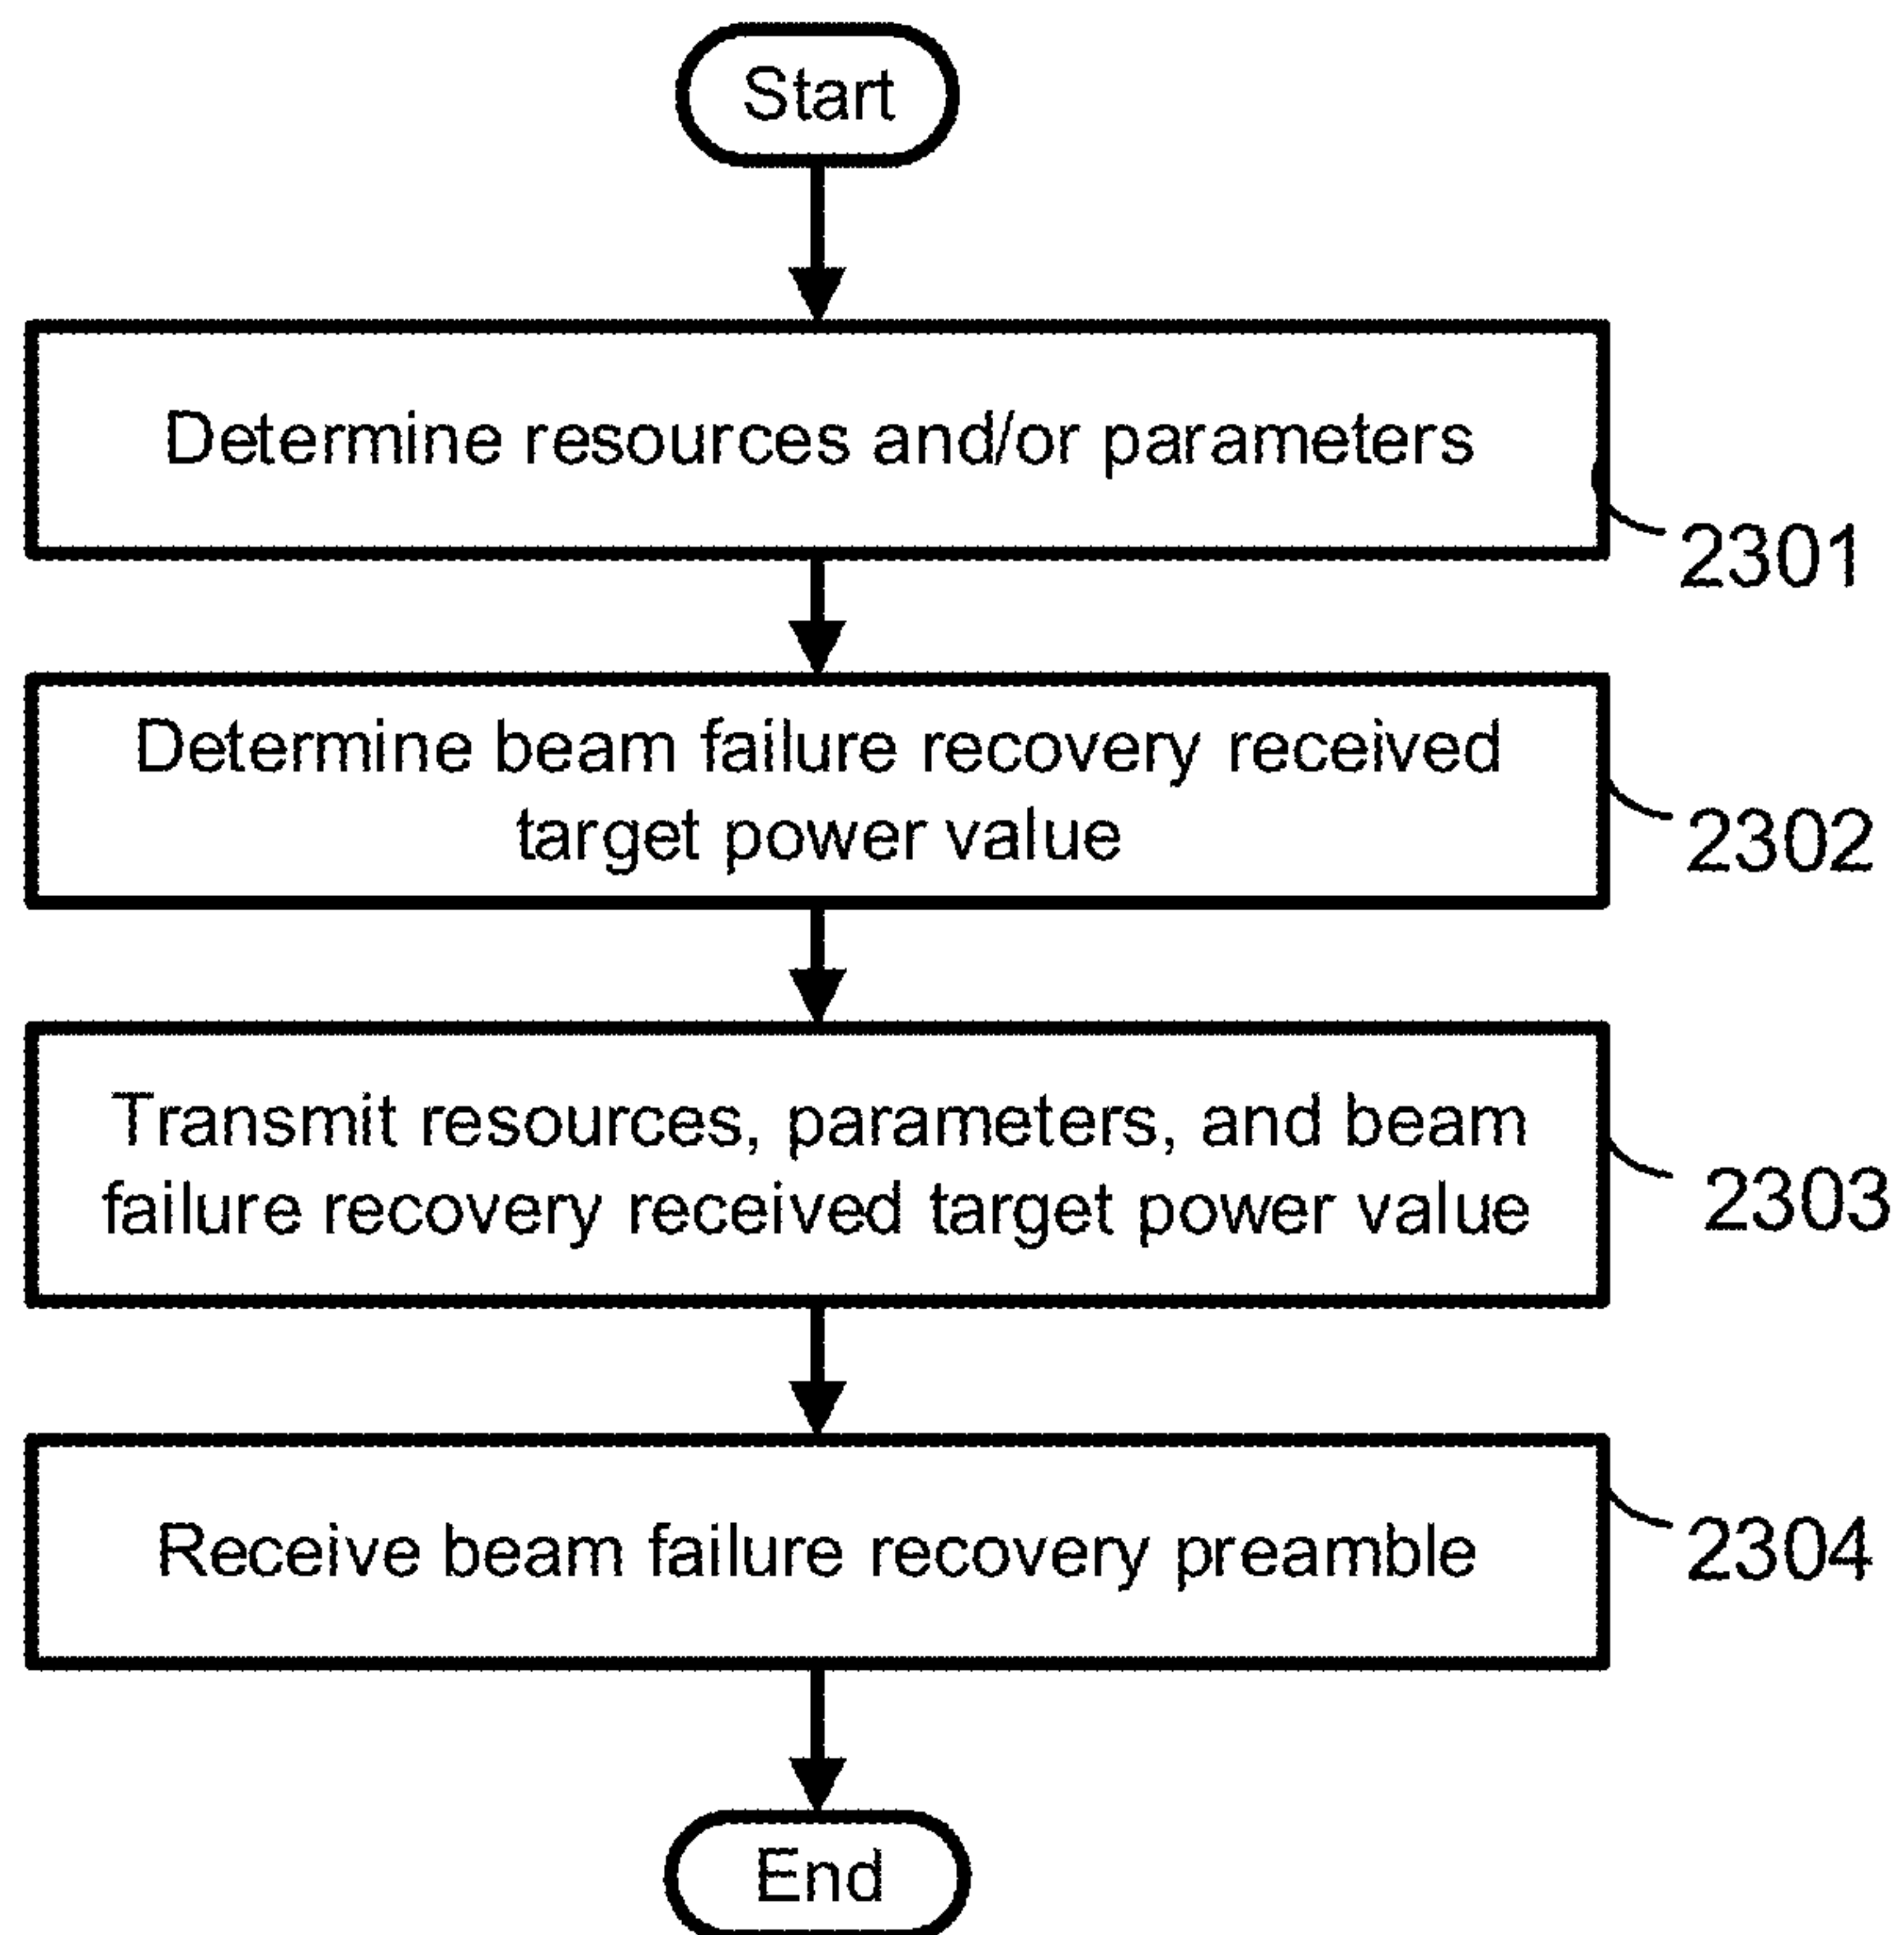 Start
Determine resources and/or parameters
2301
Determine beam failure recovery received
target power value
2302
Transmit resources, parameters, and beam
failure recovery received target power value
2303
Receive beam failure recovery preamble
2304
End